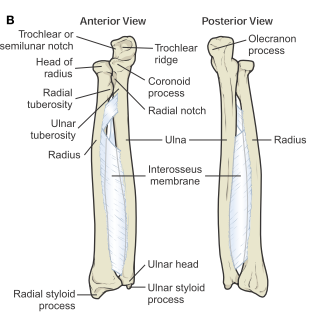 B
Anterior View
Posterior View
Trochlear or
semilunar notch
Head of
radius
Radial
tuberosity
Ulnar
tuberosity
Radius
Trochlear
ridge
Coronoid
process
Radial notch
Ulna
Interosseus
membrane
Ulnar head
Ulnar styloid
process
Radial styloid
process
Olecranon
process
Radius